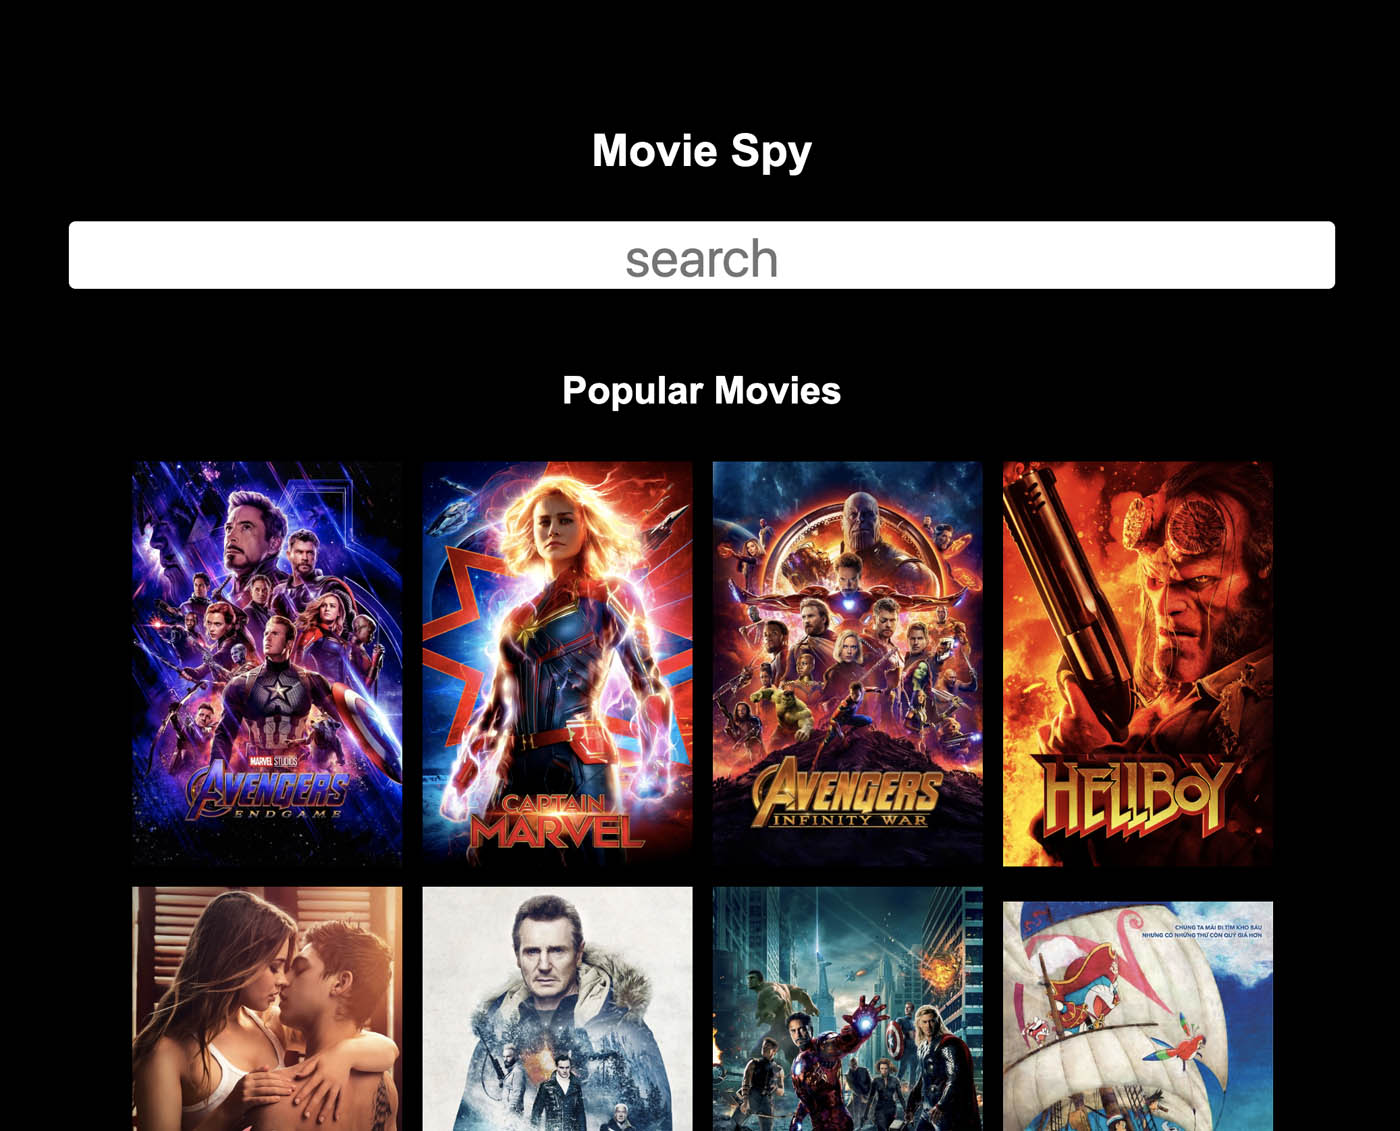 Movie Spy
search
Popular Movies
MARVEL STUDIOS
AVENGERS
ENDGAME
CAPTAIN
MARVEL
AVENGERS
INFINITY WAR
HELLBOY
CHÚNG TA MÃI ĐI TÌM KHO BÁU
NHƯNG CÓ NHỮNG THỨ CÒN QUÝ GIÁ HƠN